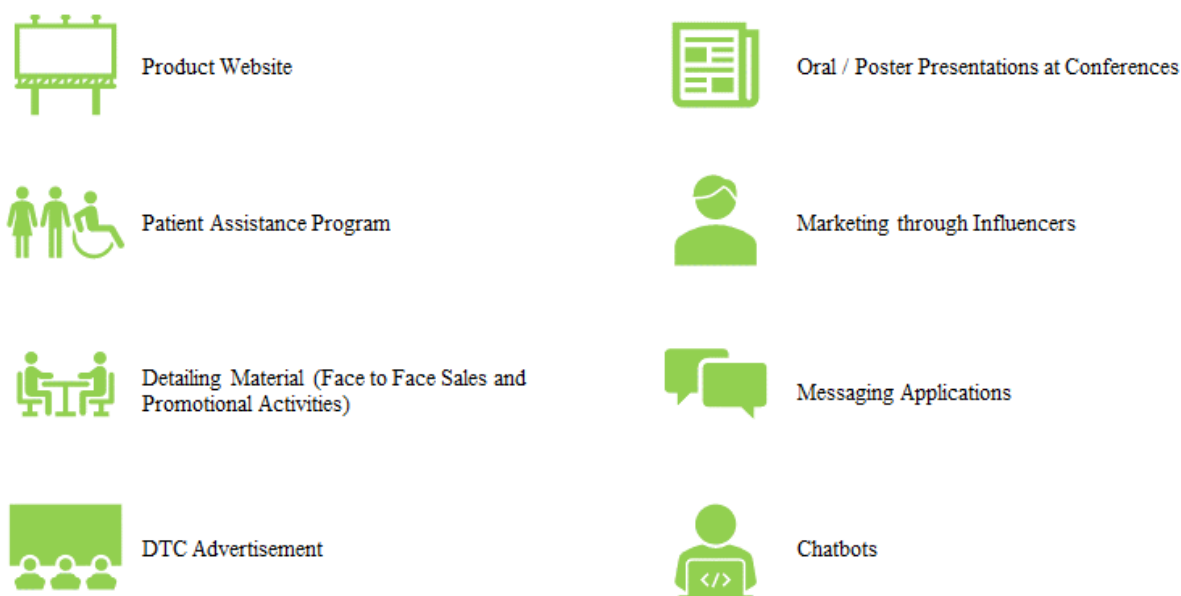 Product Website
Oral / Poster Presentations at Conferences
Patient Assistance Program
Marketing through Influencers
Detailing Material (Face to Face Sales and
Promotional Activities)
Messaging Applications
DTC Advertisement
Chatbots
</>